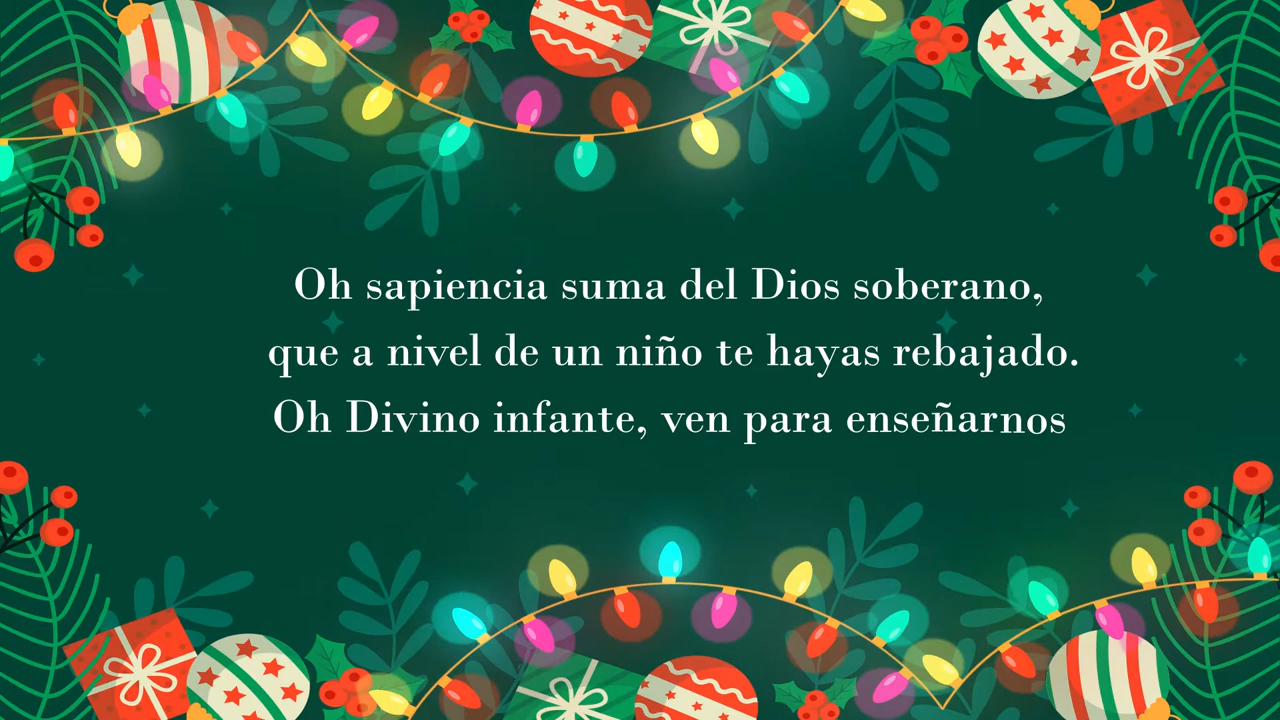 Oh sapiencia suma del Dios soberano,
que a nivel de un niño te hayas rebajado.
Oh Divino infante, ven para enseñarnos